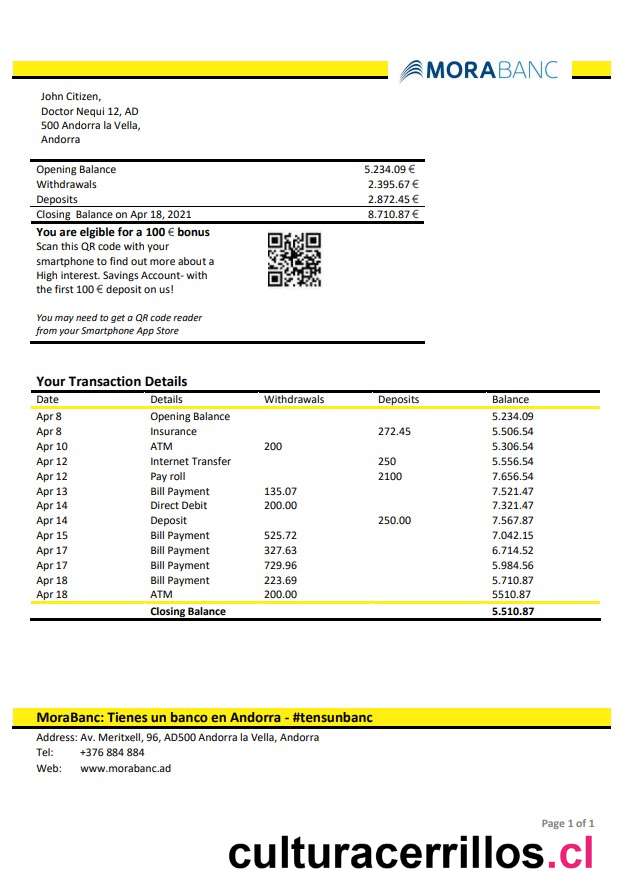 MORABANC
John Citizen,
Doctor Nequi 12, AD
500 Andorra la Vella,
Andorra
Opening Balance 5.234.09 €
Withdrawals 2.395.67 €
Deposits 2.872.45 €
Closing Balance on Apr 18, 2021 8.710.87 €
You are elgible for a 100 € bonus
Scan this QR code with your
smartphone to find out more about a
High interest. Savings Account- with
the first 100 € deposit on us!
You may need to get a QR code reader
from your Smartphone App Store
Your Transaction Details
Date Details Withdrawals Deposits Balance
Apr 8 Opening Balance 5.234.09
Apr 8 Insurance 272.45 5.506.54
Apr 10 ATM 200 5.306.54
Apr 12 Internet Transfer 250 5.556.54
Apr 12 Pay roll 2100 7.656.54
Apr 13 Bill Payment 135.07 7.521.47
Apr 14 Direct Debit 200.00 7.321.47
Apr 14 Deposit 250.00 7.567.87
Apr 15 Bill Payment 525.72 7.042.15
Apr 17 Bill Payment 327.63 6.714.52
Apr 17 Bill Payment 729.96 5.984.56
Apr 18 Bill Payment 223.69 5.710.87
Apr 18 ATM 200.00 5510.87
Closing Balance 5.510.87
MoraBanc: Tienes un banco en Andorra - #tensunbanc
Address: Av. Meritxell, 96, AD500 Andorra la Vella, Andorra
Tel: +376 884 884
Web: www.morabanc.ad
Page 1 of 1
culturacerrillos.cl